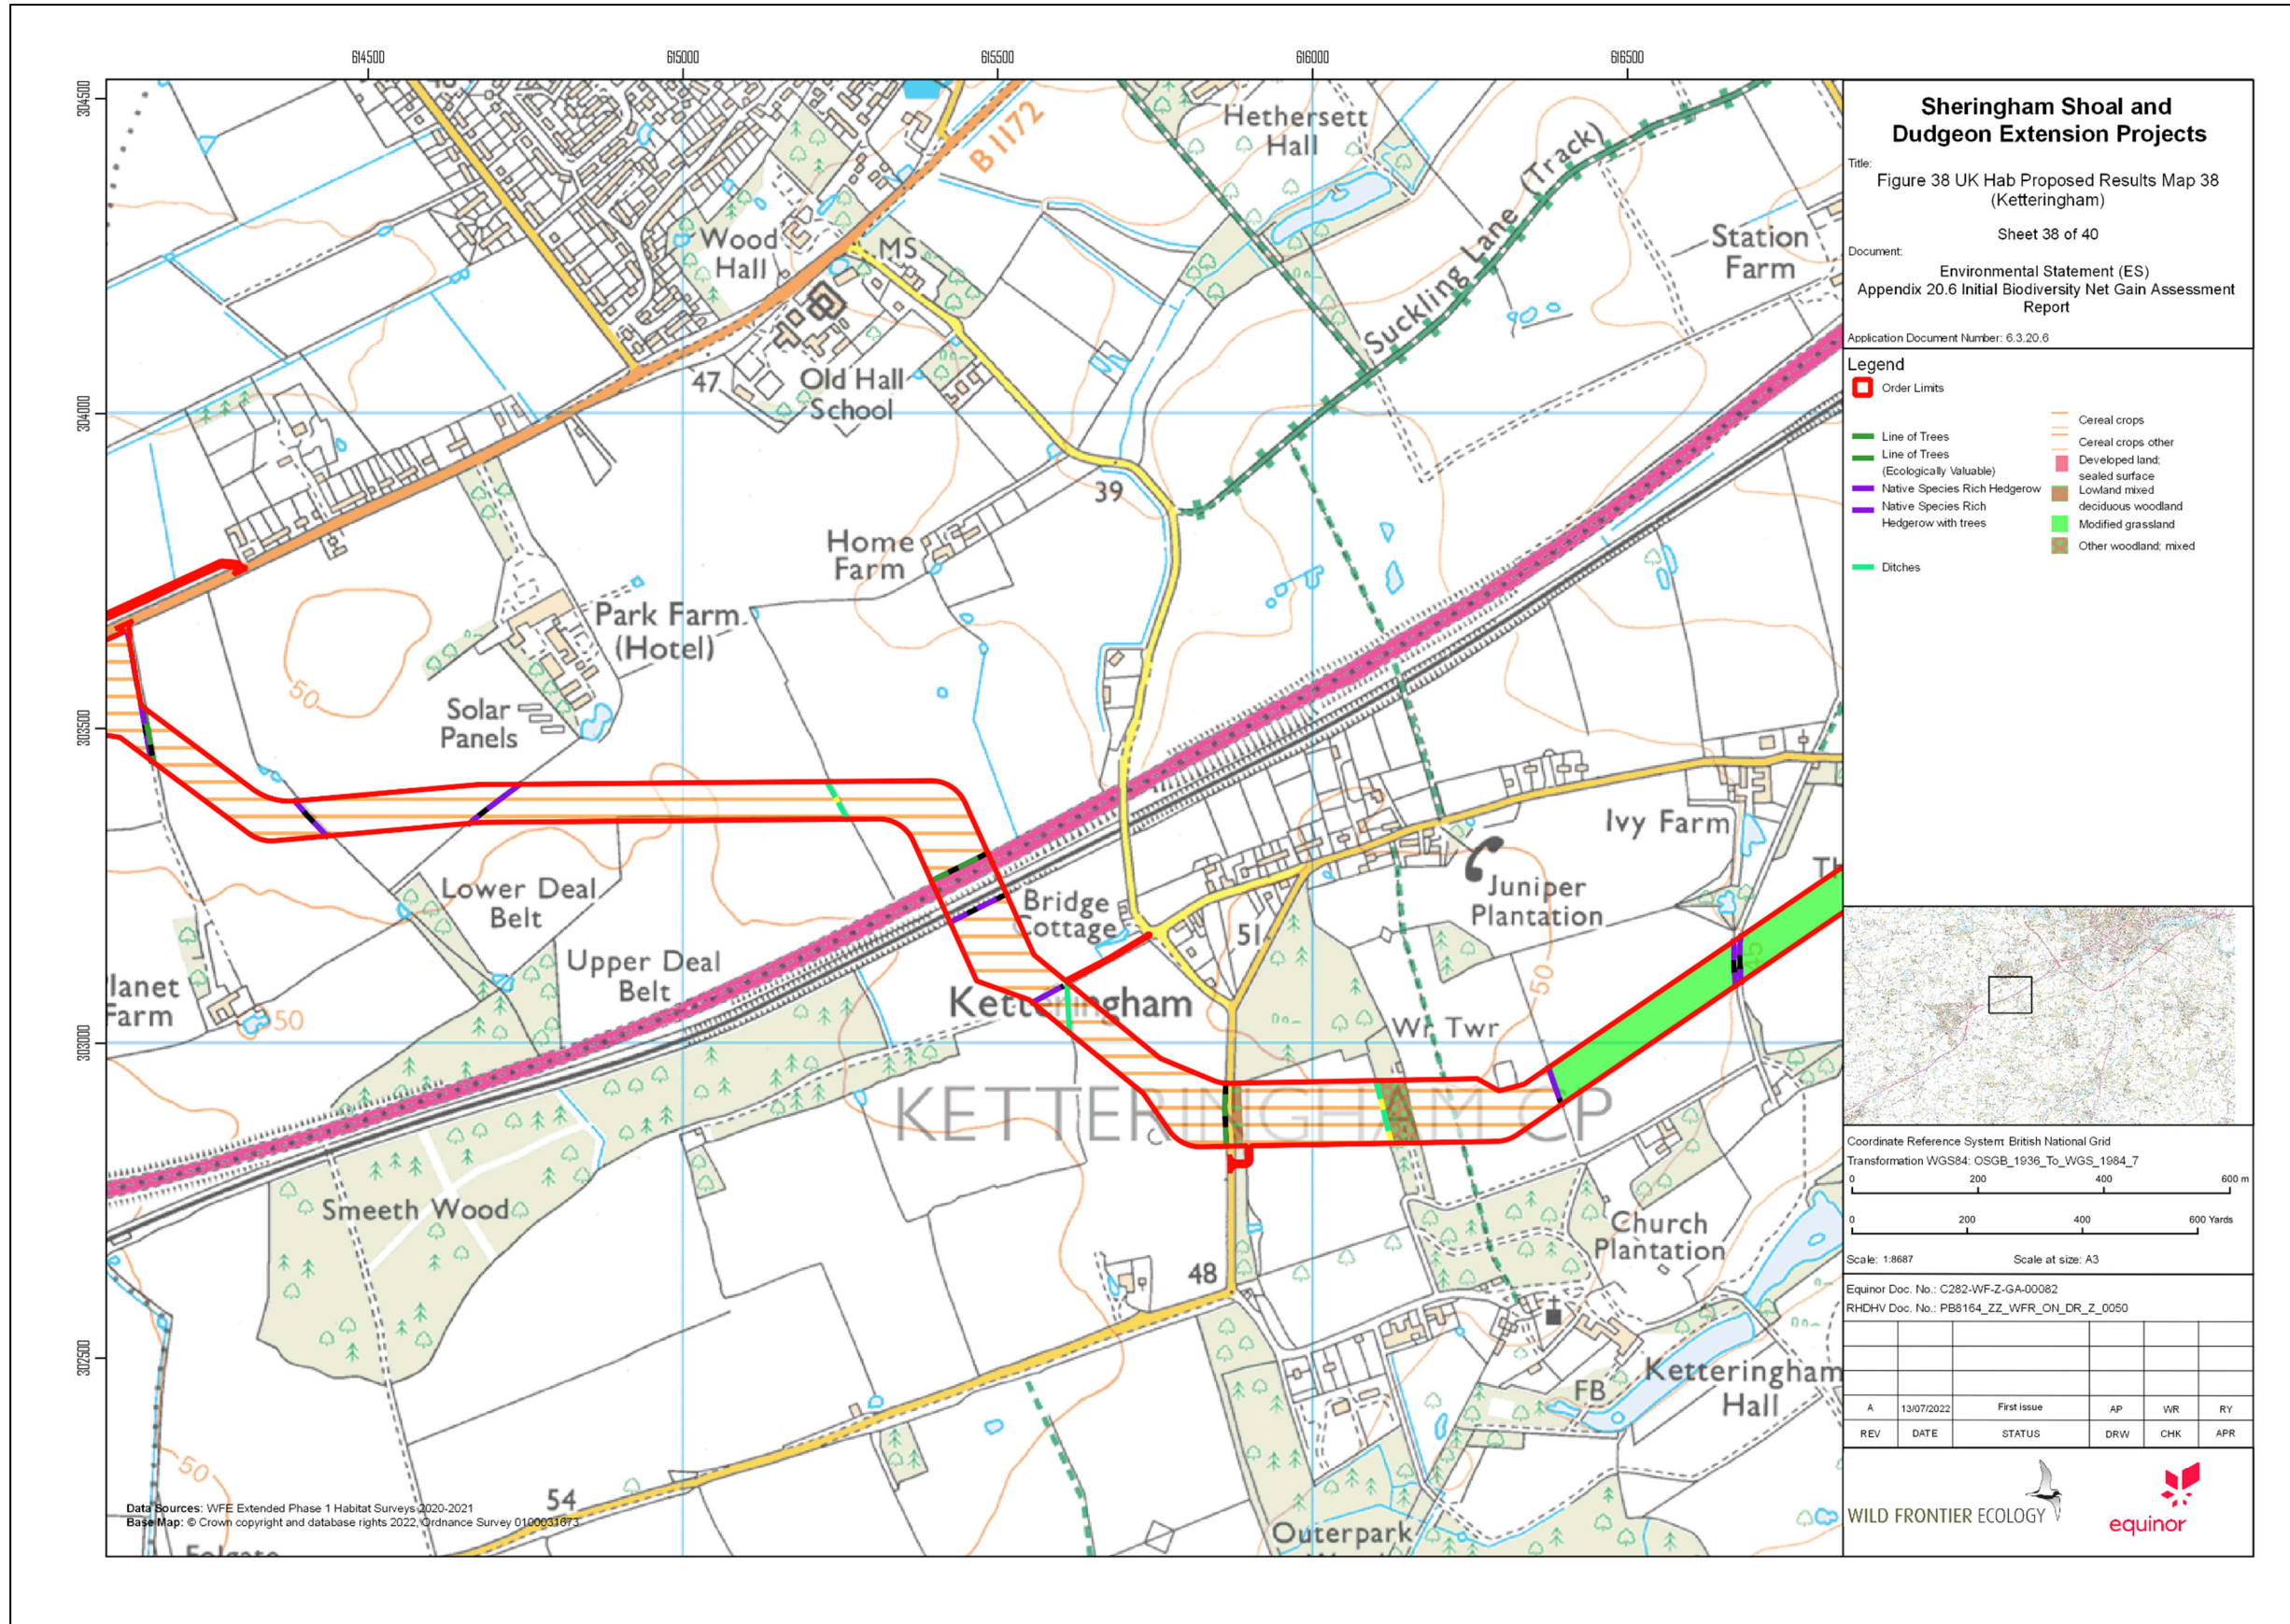 614500
615000
615500
616000
616500
304500
304000
303500
303000
302500
B 1172
Hethersett
Hall
Suckling Lane (Track)
Station
Farm
Wood
Hall
MS
47
Old Hall
School
39
Home
Farm
Park Farm
(Hotel)
50
Solar
Panels
Ivy Farm
Juniper
Plantation
Lower Deal
Belt
Bridge
Cottage
51
Upper Deal
Belt
Planet
Farm
50
Ketteringham
50
Wr Twr
KETTERINGHAM CP
Smeeth Wood
Church
Plantation
48
Ketteringham
Hall
FB
50
54
Outerpark
Data Sources: WFE Extended Phase 1 Habitat Surveys 2020-2021
Base Map: © Crown copyright and database rights 2022, Ordnance Survey 0100031673
Sheringham Shoal and
Dudgeon Extension Projects
Title:
Figure 38 UK Hab Proposed Results Map 38
(Ketteringham)
Sheet 38 of 40
Document:
Environmental Statement (ES)
Appendix 20.6 Initial Biodiversity Net Gain Assessment
Report
Application Document Number: 6.3.20.6
Legend
Order Limits
Line of Trees
Line of Trees
(Ecologically Valuable)
Native Species Rich Hedgerow
Native Species Rich
Hedgerow with trees
Ditches
Cereal crops
Cereal crops other
Developed land;
sealed surface
Lowland mixed
deciduous woodland
Modified grassland
Other woodland; mixed
Coordinate Reference System: British National Grid
Transformation WGS84: OSGB_1936_To_WGS_1984_7
0 200 400 600 m
0 200 400 600 Yards
Scale: 1:8687 Scale at size: A3
Equinor Doc. No.: C282-WF-Z-GA-00082
RHDHV Doc. No.: PB8164_ZZ_WFR_ON_DR_Z_0050
A 13/07/2022 First issue AP WR RY
REV DATE STATUS DRW CHK APR
WILD FRONTIER ECOLOGY
equinor